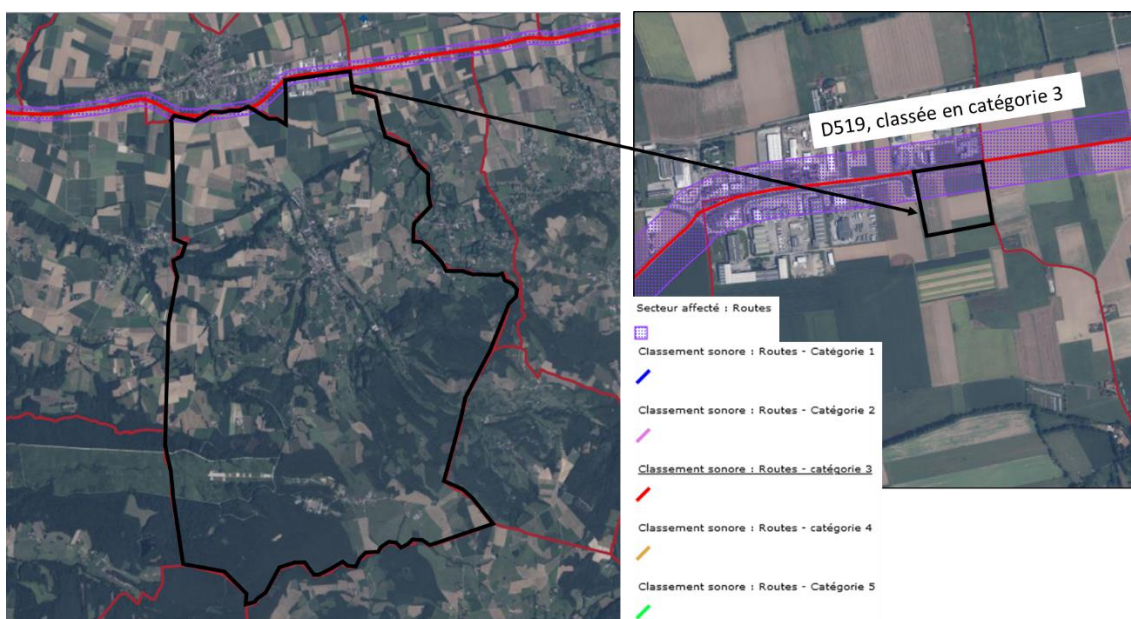 D519, classée en catégorie 3
Secteur affecté : Routes
Classement sonore : Routes - Catégorie 1
Classement sonore : Routes - Catégorie 2
Classement sonore : Routes - catégorie 3
Classement sonore : Routes - catégorie 4
Classement sonore : Routes - Catégorie 5